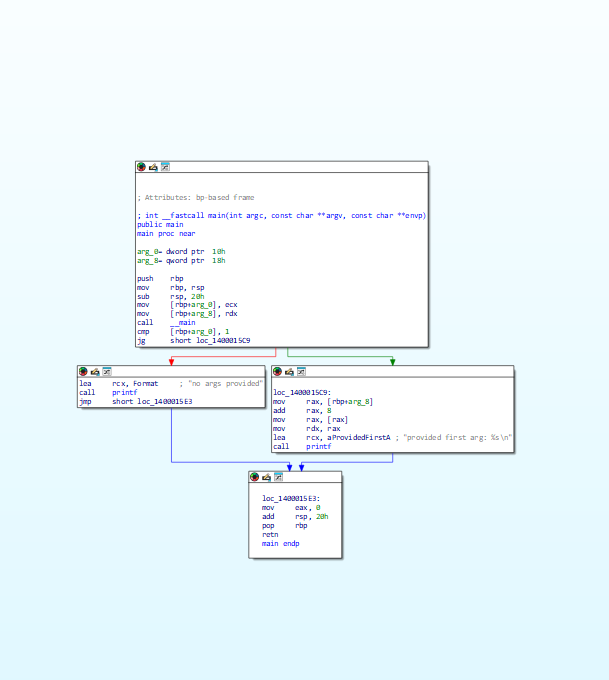 ; Attributes: bp-based frame
; int __fastcall main(int argc, const char **argv, const char **envp)
public main
main proc near
arg_0= dword ptr  10h
arg_8= qword ptr  18h
push    rbp
mov     rbp, rsp
sub     rsp, 20h
mov     [rbp+arg_0], ecx
mov     [rbp+arg_8], rdx
call    __main
cmp     [rbp+arg_0], 1
jg      short loc_1400015C9
lea     rcx, Format     ; "no args provided"
call    printf
jmp     short loc_1400015E3
loc_1400015C9:
mov     rax, [rbp+arg_8]
add     rax, 8
mov     rax, [rax]
mov     rdx, rax
lea     rcx, aProvidedFirstA ; "provided first arg: %s\n"
call    printf
loc_1400015E3:
mov     eax, 0
add     rsp, 20h
pop     rbp
retn
main endp